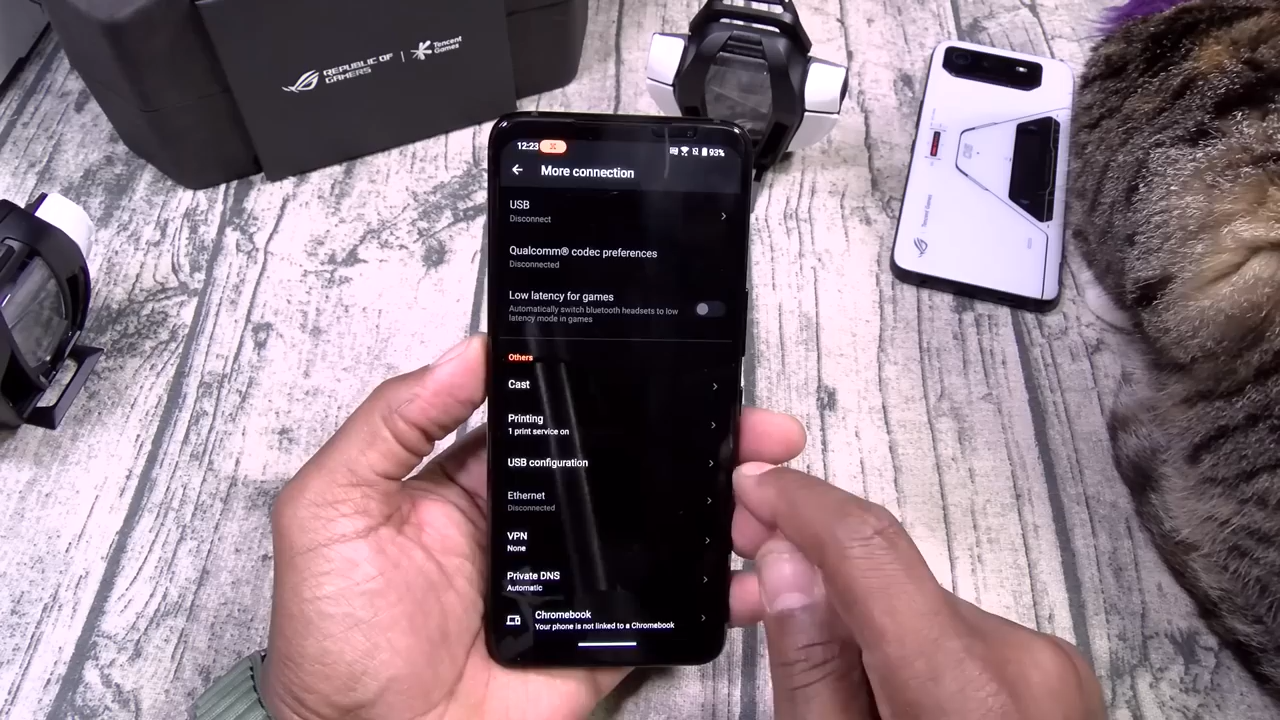 REPUBLIC OF
GAMERS
Tencent
Games
12:23
93%
More connection
USB
Disconnect
Qualcomm® codec preferences
Disconnected
Low latency for games
Automatically switch bluetooth headsets to low
latency mode in games
Others
Cast
Printing
1 print service on
USB configuration
Ethernet
Disconnected
VPN
None
Private DNS
Automatic
Chromebook
Your phone is not linked to a Chromebook
Tencent Games